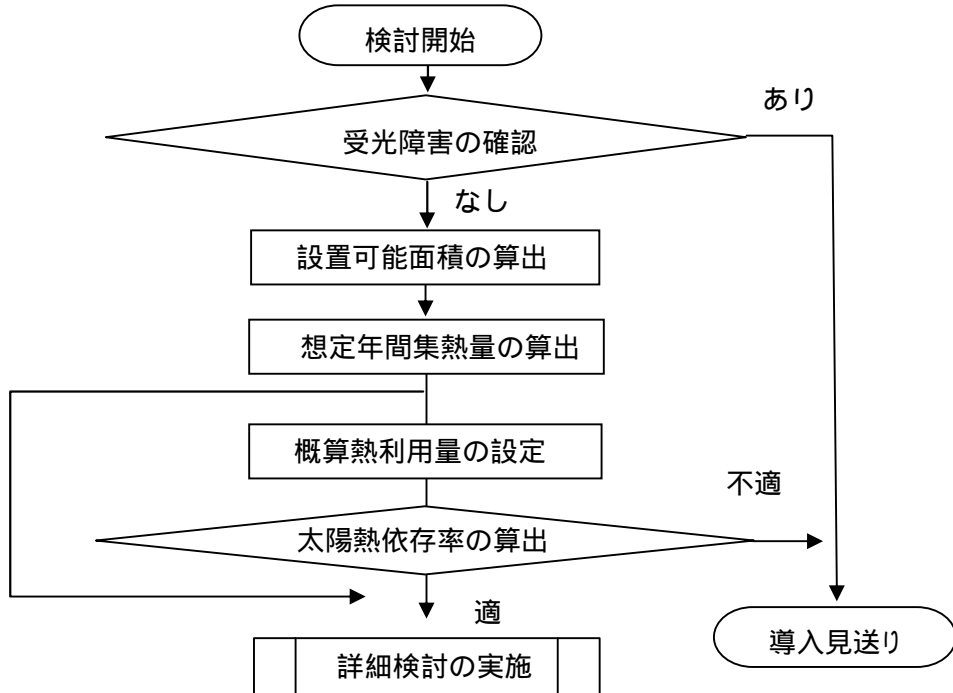 検討開始
あり
受光障害の確認
なし
設置可能面積の算出
想定年間集熱量の算出
概算熱利用量の設定
不適
太陽熱依存率の算出
適
導入見送り
詳細検討の実施